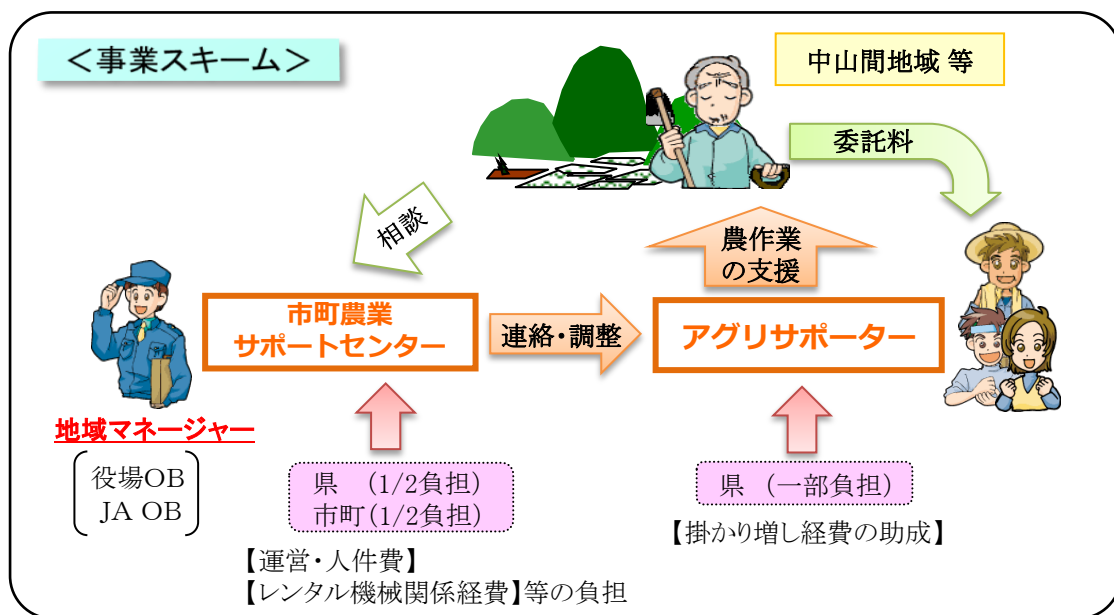 ＜事業スキーム＞
中山間地域 等
委託料
相談
農作業
の支援
市町農業
サポートセンター
連絡・調整
アグリサポーター
地域マネージャー
役場OB
JA OB
県　（1/2負担）
市町（1/2負担）
【運営・人件費】
【レンタル機械関係経費】等の負担
県　（一部負担）
【掛かり増し経費の助成】